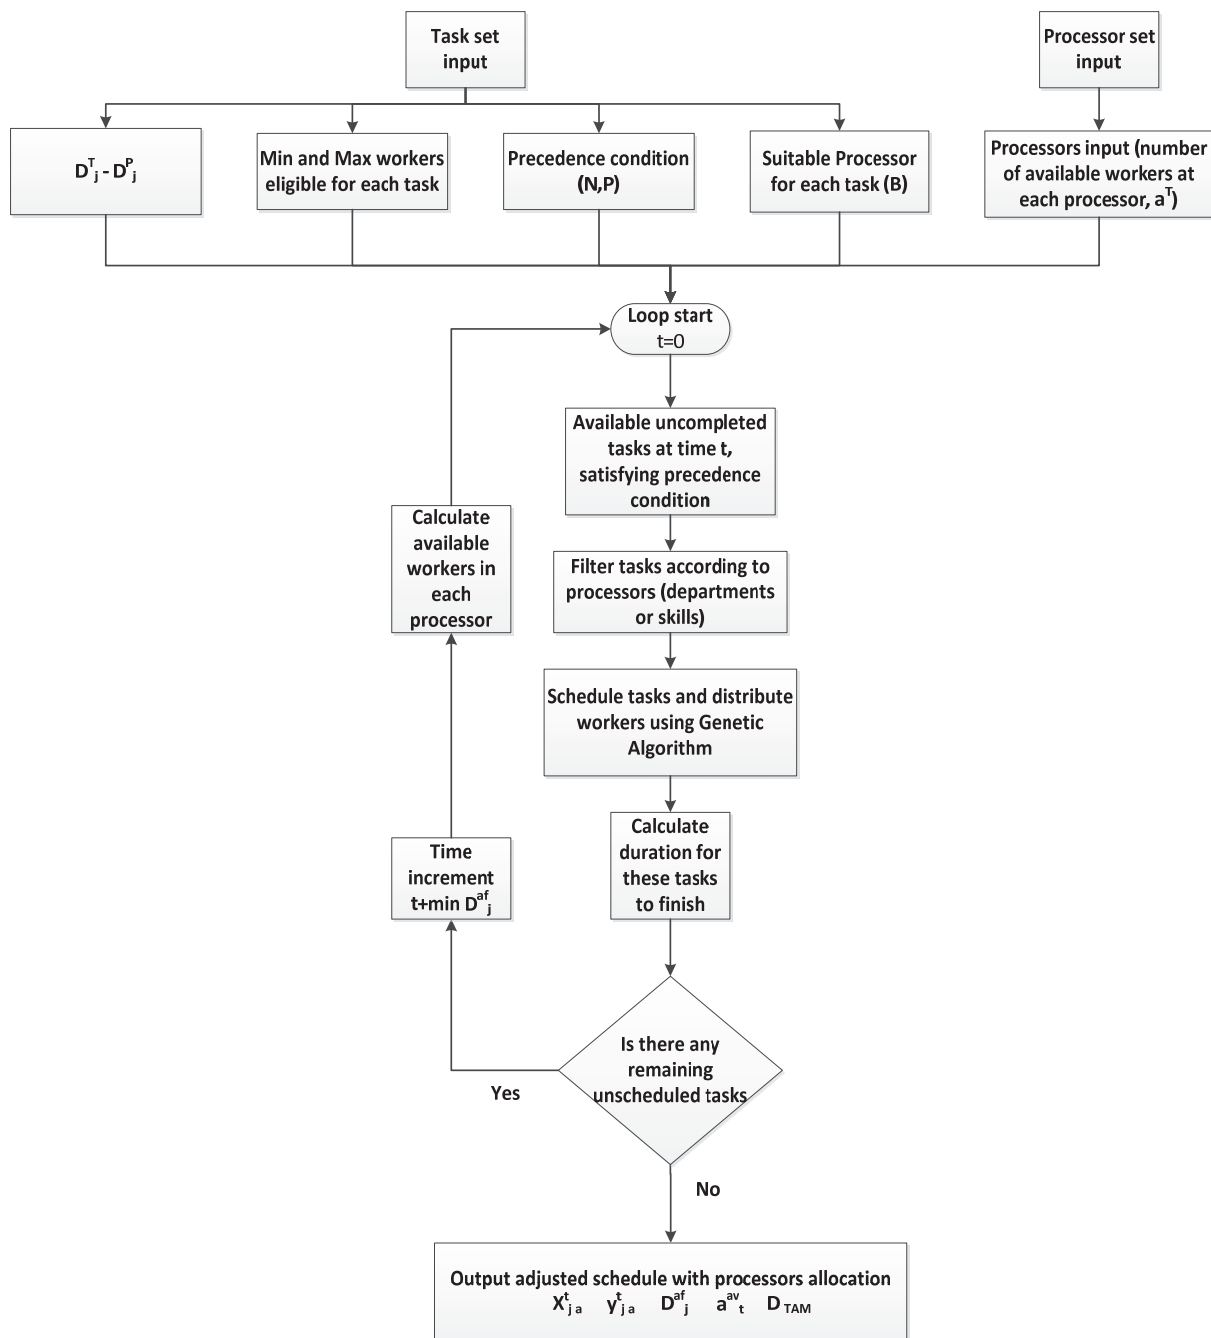 Task set
input
Processor set
input
D^T_j - D^P_j
Min and Max workers
eligible for each task
Precedence condition
(N,P)
Suitable Processor
for each task (B)
Processors input (number
of available workers at
each processor, a^T)
Loop start
t=0
Available uncompleted
tasks at time t,
satisfying precedence
condition
Calculate
available
workers in
each
processor
Filter tasks according to
processors (departments
or skills)
Schedule tasks and distribute
workers using Genetic
Algorithm
Calculate
duration for
these tasks
to finish
Time
increment
t+min D^af_j
Is there any
remaining
unscheduled tasks
Yes
No
Output adjusted schedule with processors allocation
X^t_j a y^t_j a D^af_j a^av_t D_TAM